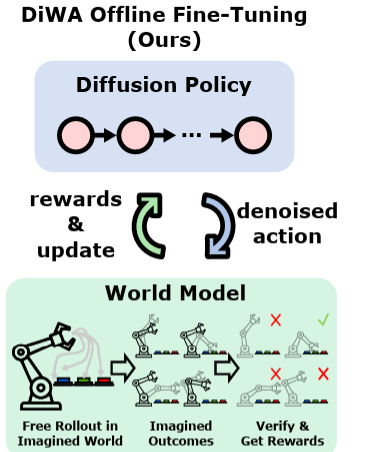 DiWA Offline Fine-Tuning
(Ours)
Diffusion Policy
...
rewards
&
update
denoised
action
World Model
Free Rollout in
Imagined World
Imagined
Outcomes
Verify &
Get Rewards